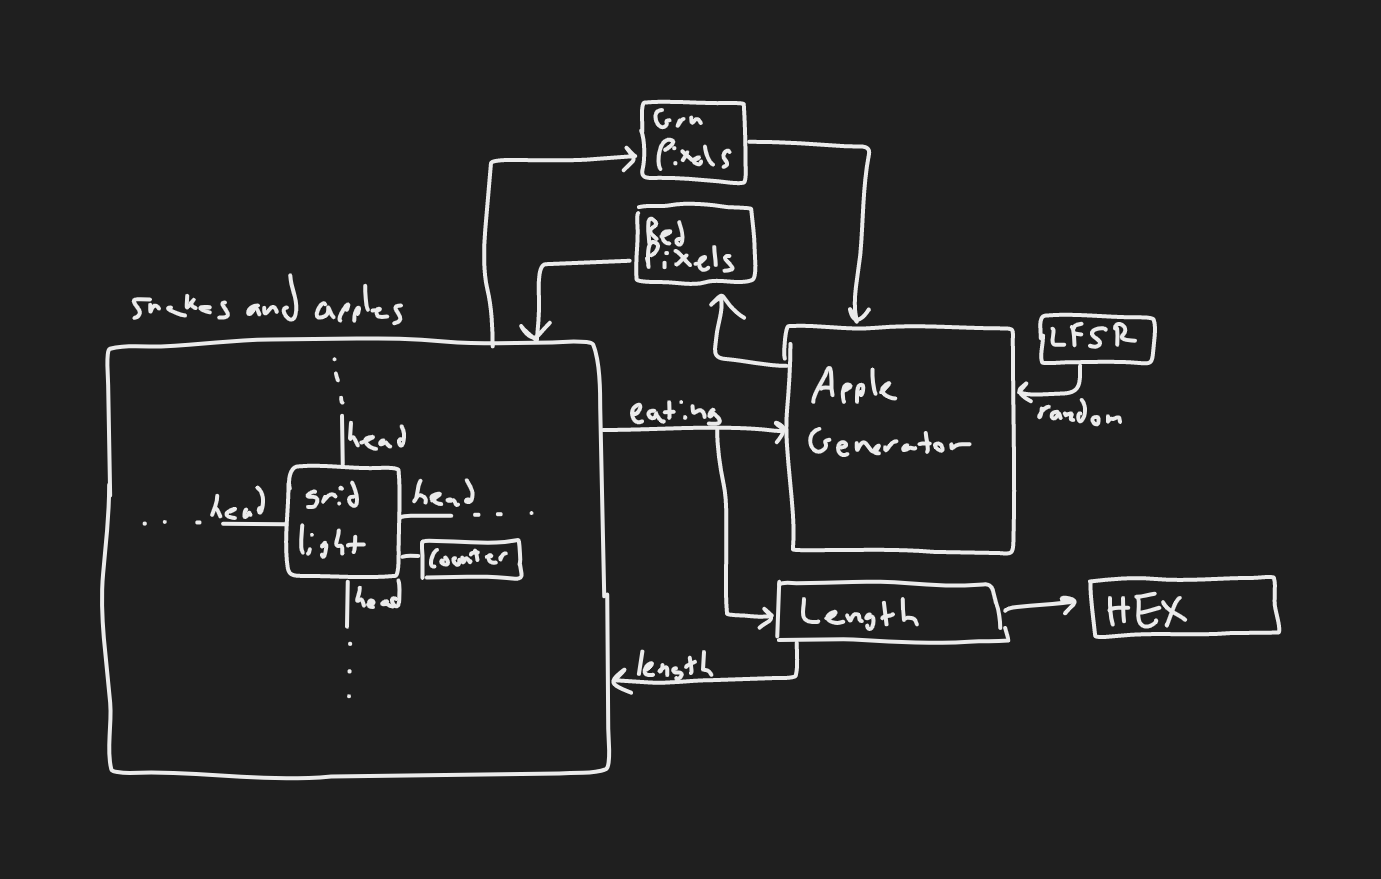 Grn
Pixels
Red
Pixels
snakes and apples
LFSR
random
Apple
Generator
eating
head
head
grid
light
head
counter
head
Length
HEX
length